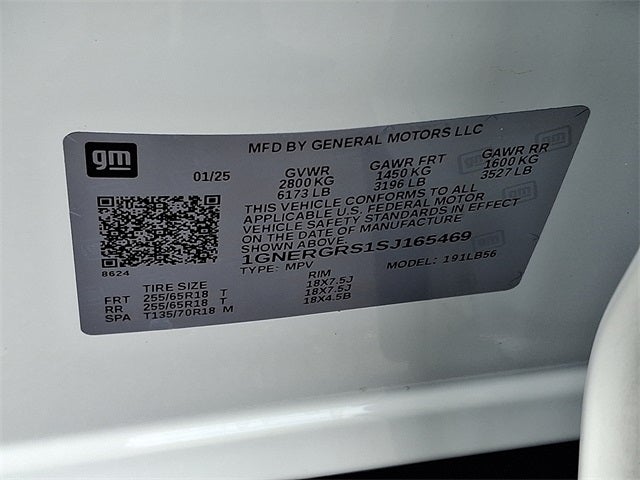 gm
MFD BY GENERAL MOTORS LLC
01/25
GVWR GAWR FRT GAWR RR
2800 KG 1450 KG 1600 KG
6173 LB 3196 LB 3527 LB
THIS VEHICLE CONFORMS TO ALL
APPLICABLE U.S. FEDERAL MOTOR
VEHICLE SAFETY STANDARDS IN EFFECT
ON THE DATE OF MANUFACTURE
SHOWN ABOVE.
1GNERGRS1SJ165469
TYPE: MPV MODEL: 191LB56
8624
TIRE SIZE RIM
FRT 255/65R18 T 18X7.5J
RR 255/65R18 T 18X7.5J
SPA T135/70R18 M 18X4.5B